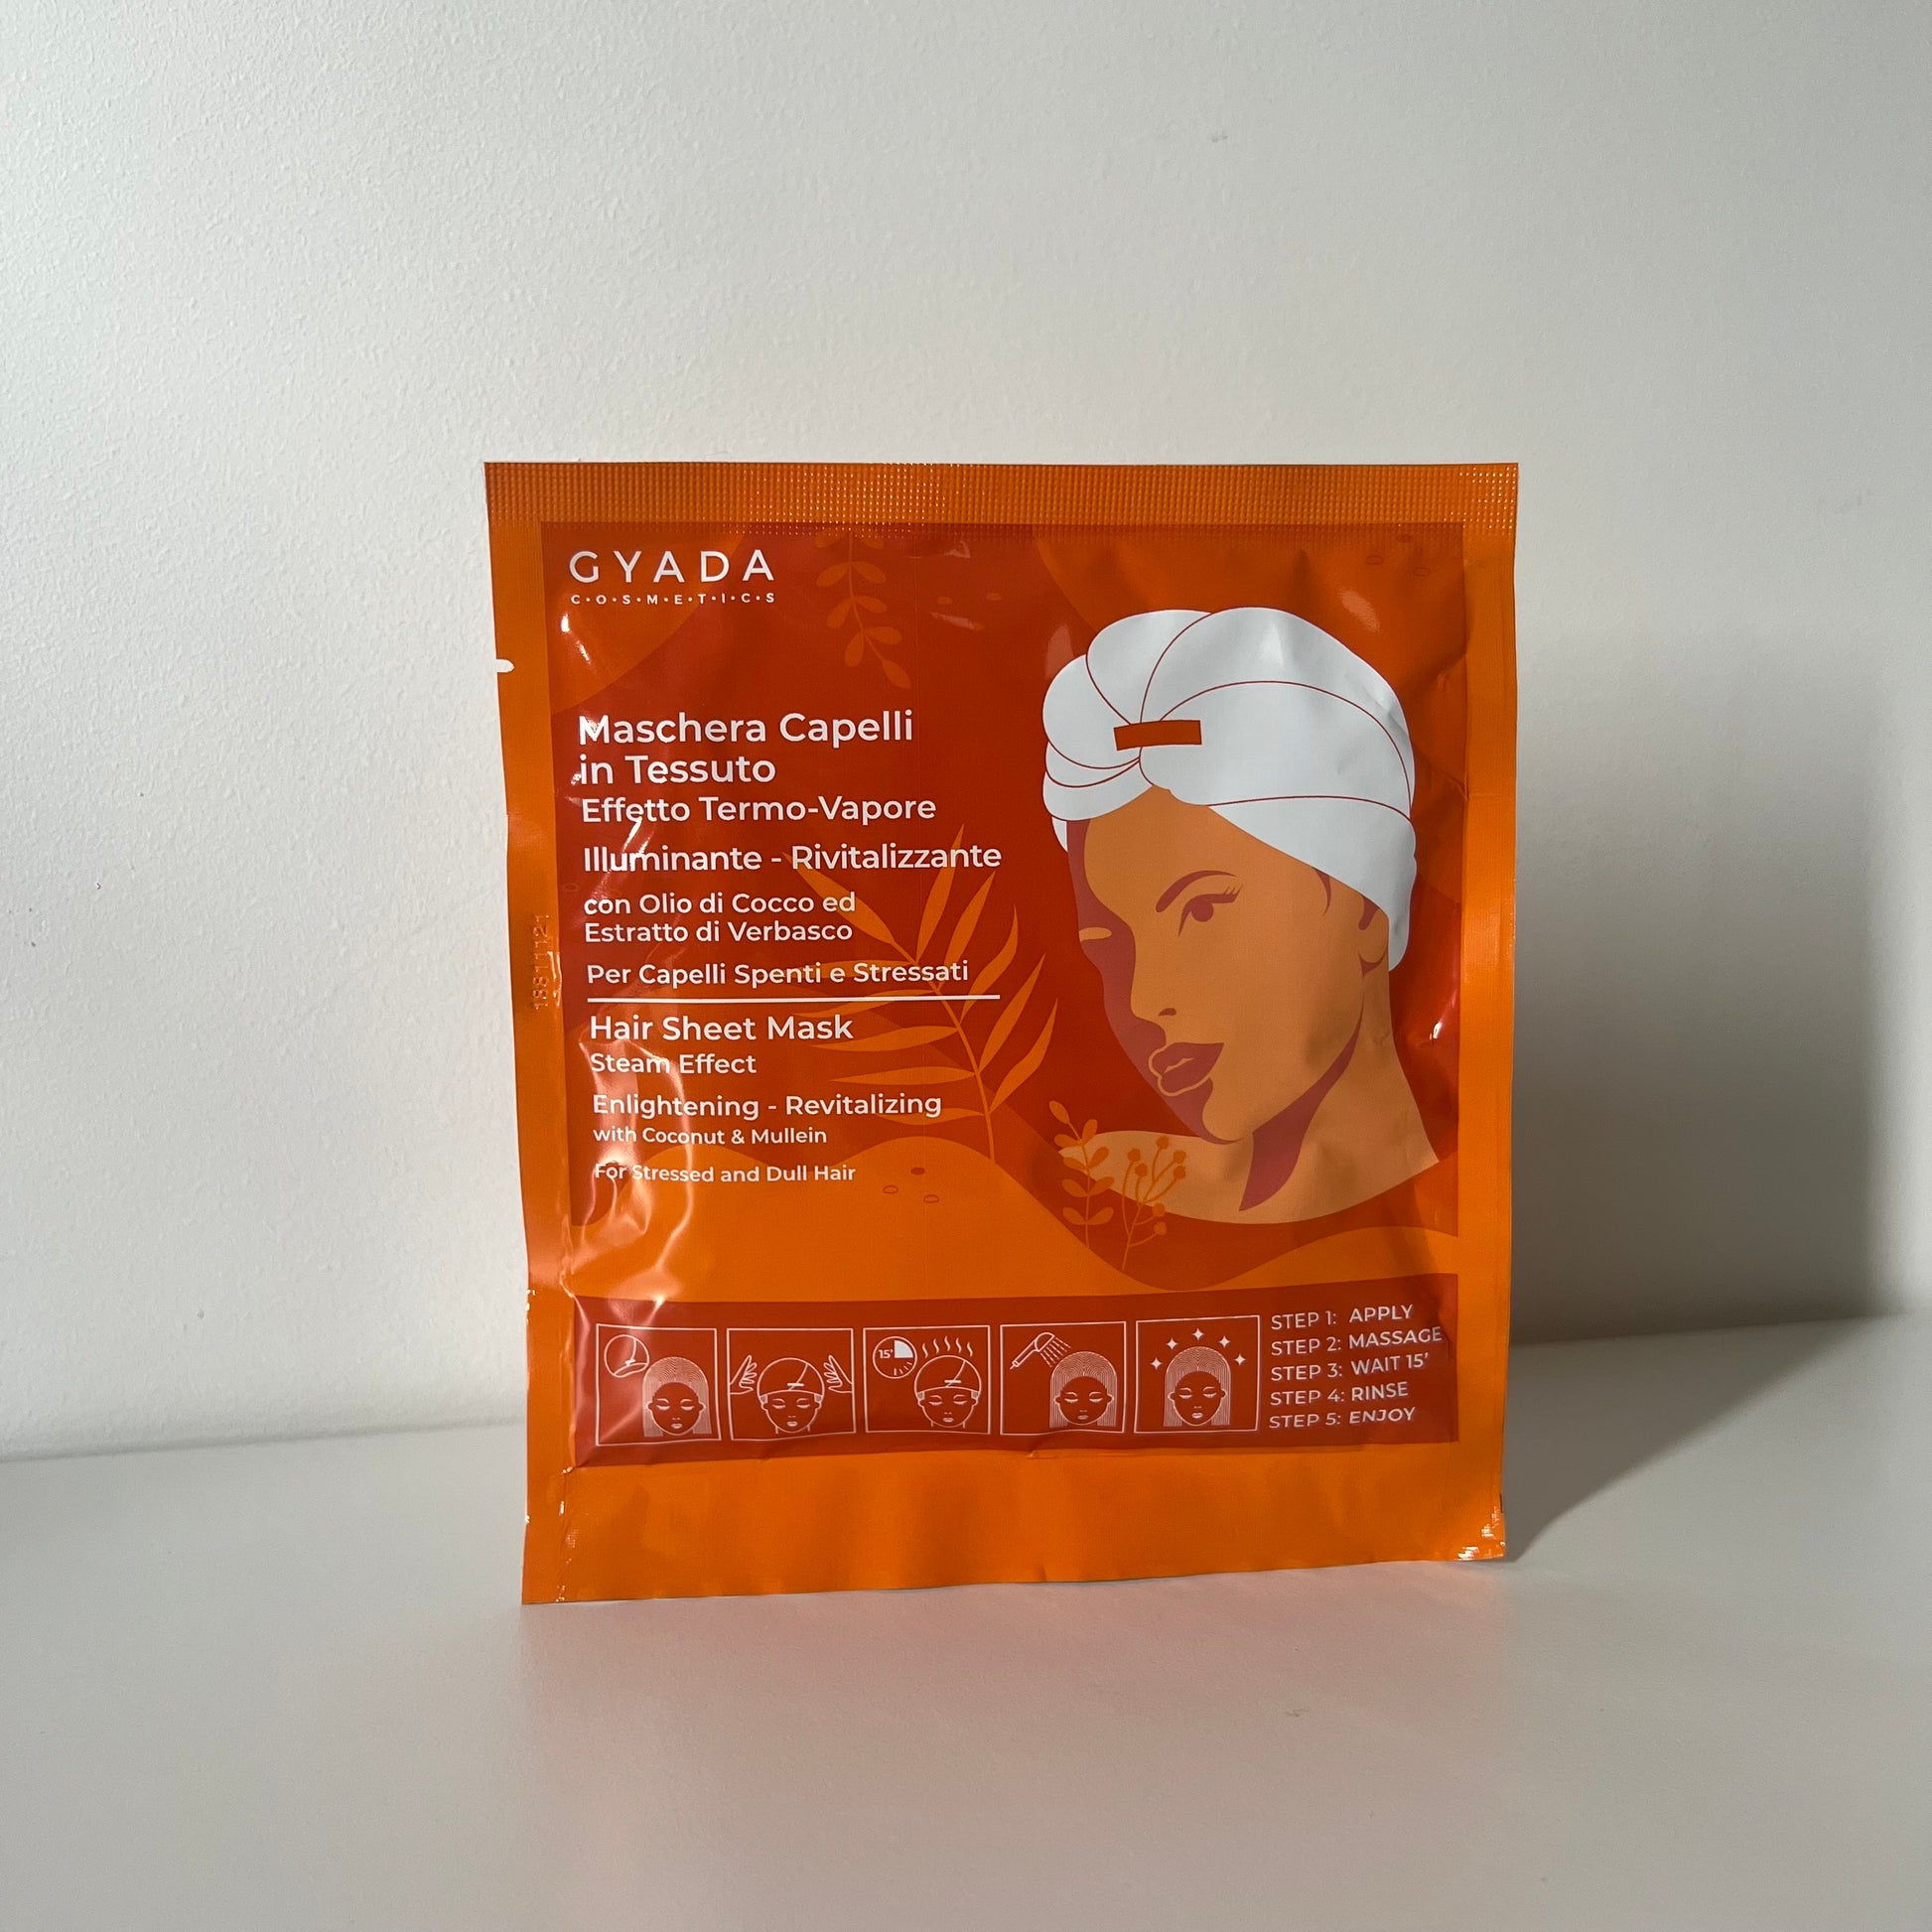 GYADA
C·O·S·M·E·T·I·C·S
Maschera Capelli
in Tessuto
Effetto Termo-Vapore
Illuminante - Rivitalizzante
con Olio di Cocco ed
Estratto di Verbasco
Per Capelli Spenti e Stressati
Hair Sheet Mask
Steam Effect
Enlightening - Revitalizing
with Coconut & Mullein
For Stressed and Dull Hair
15'
STEP 1: APPLY
STEP 2: MASSAGE
STEP 3: WAIT 15'
STEP 4: RINSE
STEP 5: ENJOY